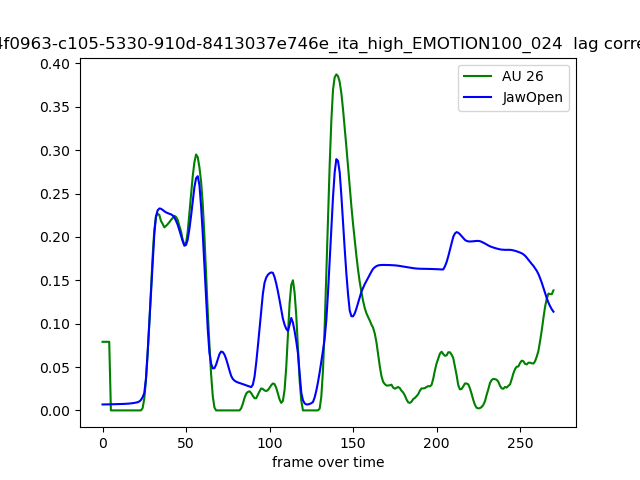 4f0963-c105-5330-910d-8413037e746e_ita_high_EMOTION100_024 lag corre
0.40
0.35
0.30
0.25
0.20
0.15
0.10
0.05
0.00
AU 26
JawOpen
0 50 100 150 200 250
frame over time